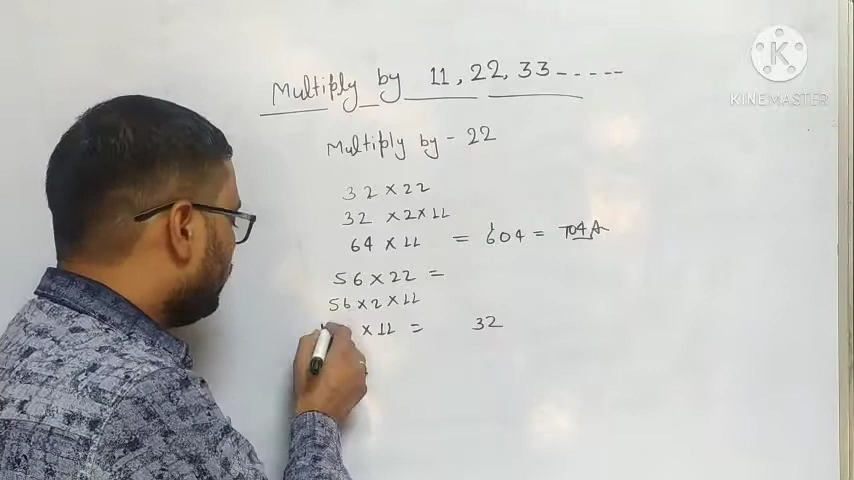 Multiply by 11, 22, 33-----
K
KINEMASTER
Multiply by - 22
32 × 22
32 × 2 × 11
64 × 11 = 604 = 704 A
56 × 22 =
56 × 2 × 11
× 11 = 32